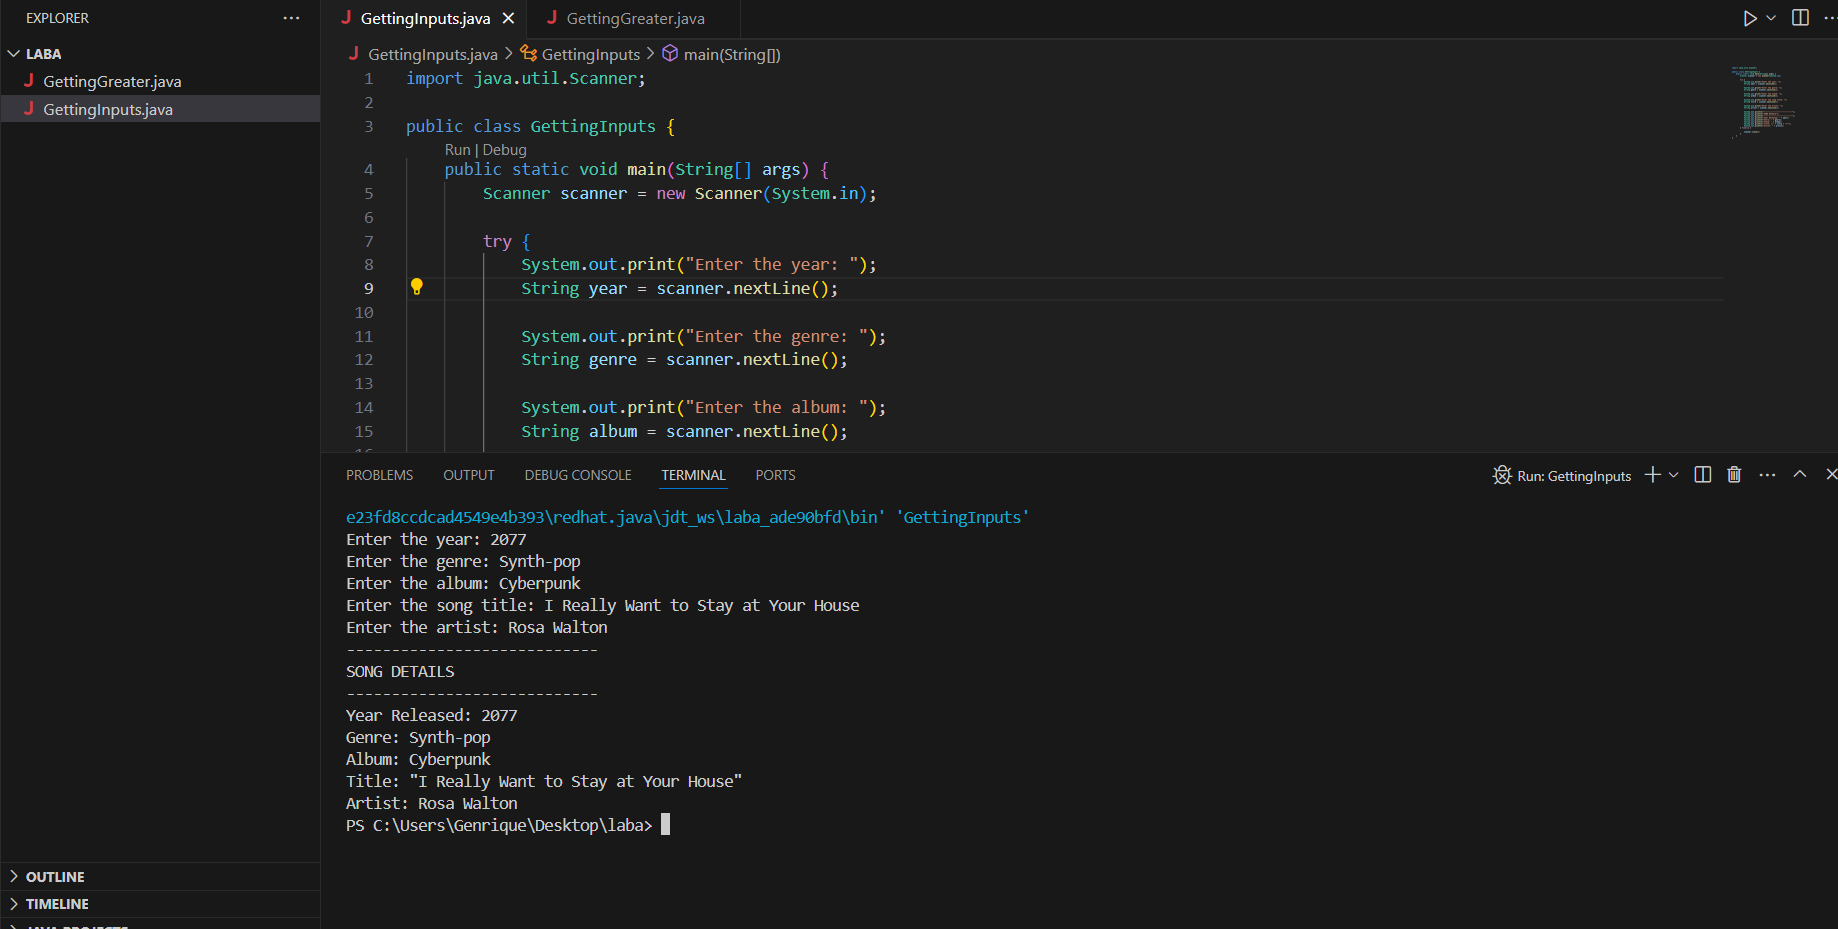 EXPLORER
LABA
GettingGreater.java
GettingInputs.java
OUTLINE
TIMELINE
JAVA PROJECTS
GettingInputs.java GettingGreater.java
GettingInputs.java > GettingInputs > main(String[])
1 import java.util.Scanner;
2
3 public class GettingInputs {
Run | Debug
4 public static void main(String[] args) {
5 Scanner scanner = new Scanner(System.in);
6
7 try {
8 System.out.print("Enter the year: ");
9 String year = scanner.nextLine();
10
11 System.out.print("Enter the genre: ");
12 String genre = scanner.nextLine();
13
14 System.out.print("Enter the album: ");
15 String album = scanner.nextLine();
16
PROBLEMS OUTPUT DEBUG CONSOLE TERMINAL PORTS
Run: GettingInputs
e23fd8ccdcad4549e4b393\redhat.java\jdt_ws\laba_ade90bfd\bin' 'GettingInputs'
Enter the year: 2077
Enter the genre: Synth-pop
Enter the album: Cyberpunk
Enter the song title: I Really Want to Stay at Your House
Enter the artist: Rosa Walton
----------------------------
SONG DETAILS
----------------------------
Year Released: 2077
Genre: Synth-pop
Album: Cyberpunk
Title: "I Really Want to Stay at Your House"
Artist: Rosa Walton
PS C:\Users\Genrique\Desktop\laba>